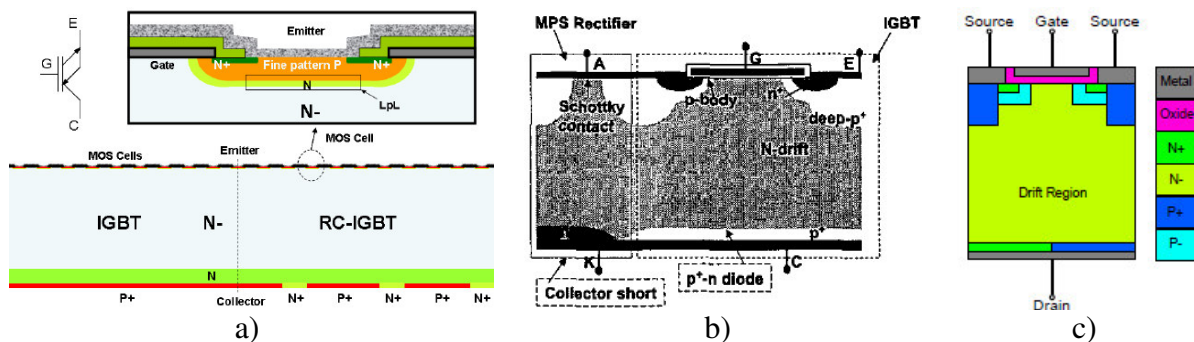 E
G
C
Emitter
Gate
N+
Fine pattern P
N+
N
LpL
N-
MOS Cell
MOS Cells
Emitter
IGBT
N-
RC-IGBT
N
P+
Collector
N+
P+
N+
P+
N+
a)
MPS Rectifier
IGBT
A
G
E
Schottky
contact
p-body
n+
deep-p+
N-drift
p+
K
C
Collector short
p+-n diode
b)
Source
Gate
Source
Drift Region
Drain
Metal
Oxide
N+
N-
P+
P-
c)